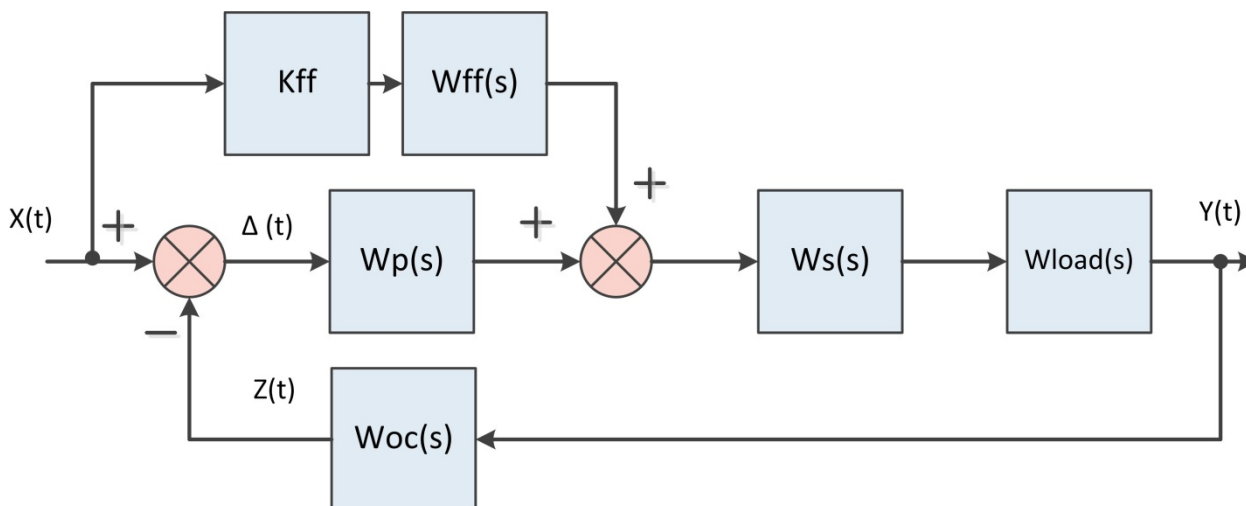 Kff
Wff(s)
+
X(t)
+
Δ (t)
Wp(s)
+
Ws(s)
Wload(s)
Y(t)
−
Z(t)
Woc(s)